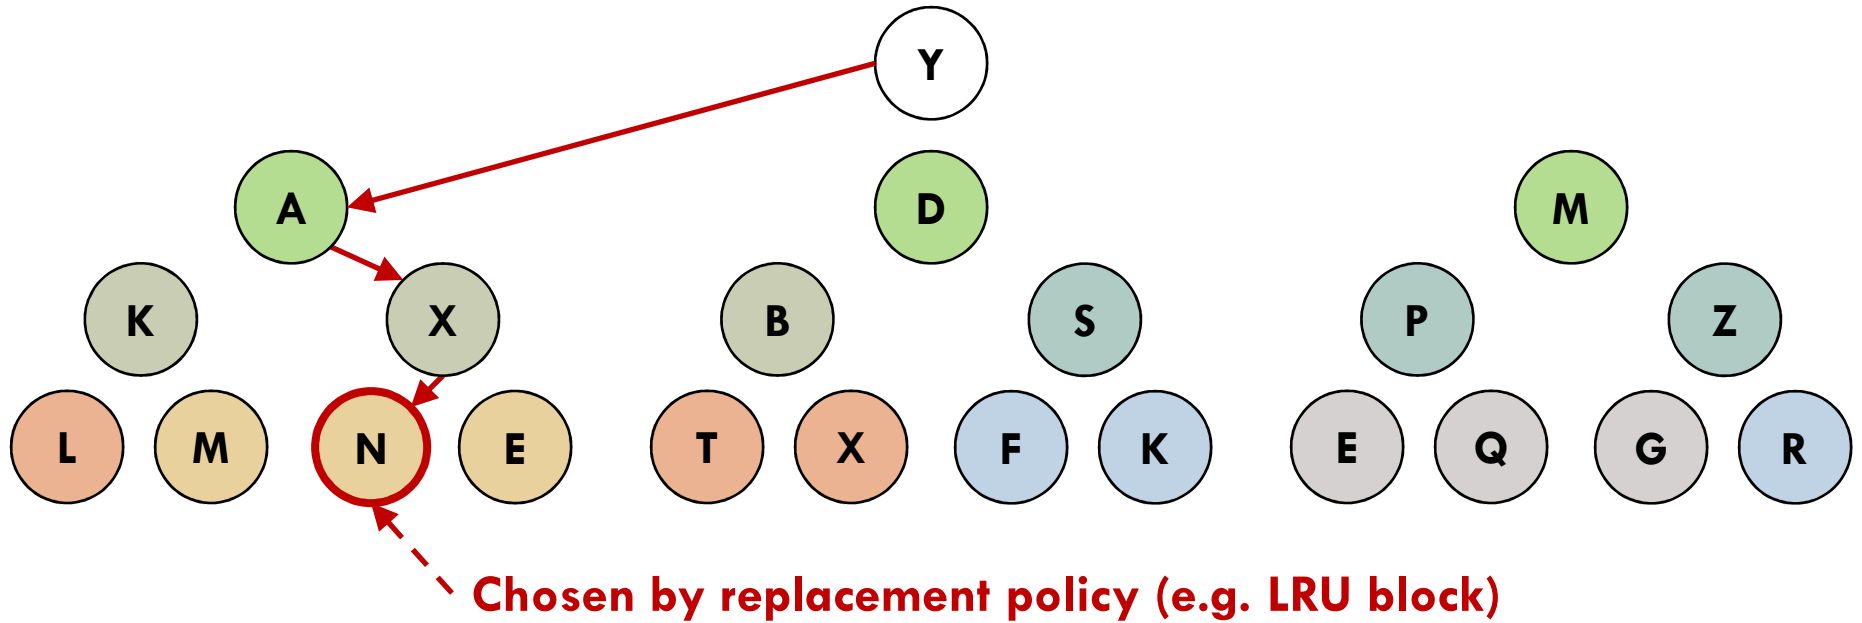 Y
A D M
K X B S P Z
L M N E T X F K E Q G R
Chosen by replacement policy (e.g. LRU block)